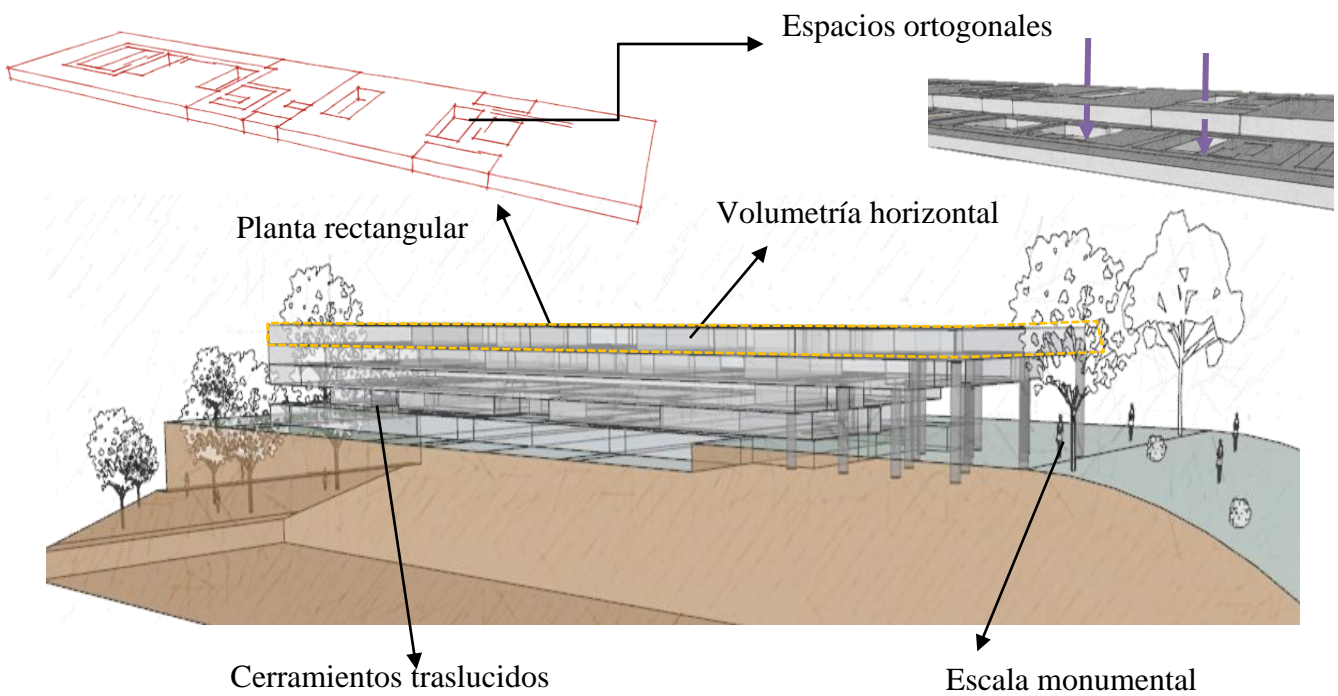 Espacios ortogonales
Planta rectangular
Volumetría horizontal
Cerramientos traslucidos
Escala monumental